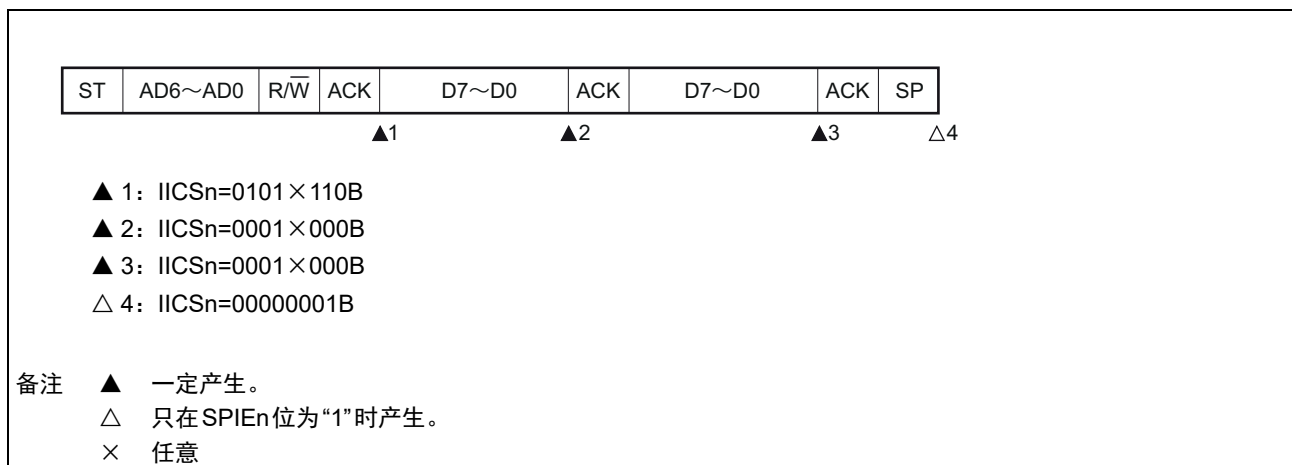 ST AD6～AD0 R/W̅ ACK D7～D0 ACK D7～D0 ACK SP
▲1 ▲2 ▲3 △4
▲ 1：IICSn=0101×110B
▲ 2：IICSn=0001×000B
▲ 3：IICSn=0001×000B
△ 4：IICSn=00000001B
备注 ▲ 一定产生。
△ 只在SPIEn位为“1”时产生。
× 任意